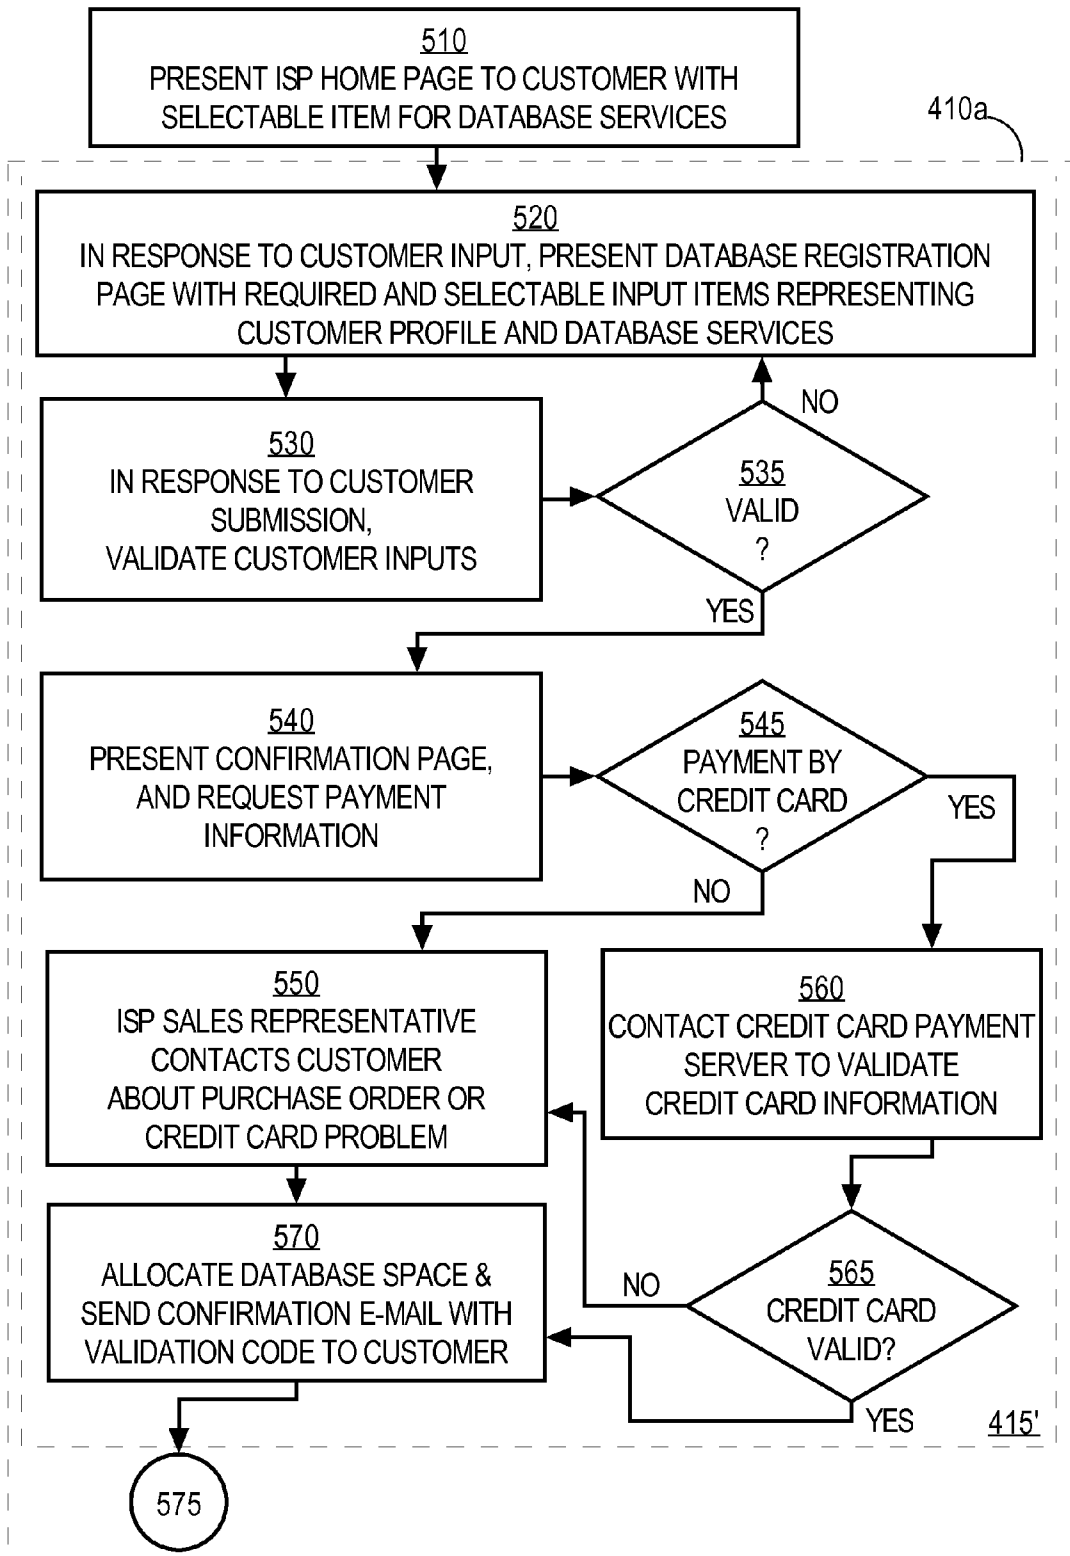 510
PRESENT ISP HOME PAGE TO CUSTOMER WITH
SELECTABLE ITEM FOR DATABASE SERVICES
410a
520
IN RESPONSE TO CUSTOMER INPUT, PRESENT DATABASE REGISTRATION
PAGE WITH REQUIRED AND SELECTABLE INPUT ITEMS REPRESENTING
CUSTOMER PROFILE AND DATABASE SERVICES
530
IN RESPONSE TO CUSTOMER
SUBMISSION,
VALIDATE CUSTOMER INPUTS
NO
535
VALID
?
YES
540
PRESENT CONFIRMATION PAGE,
AND REQUEST PAYMENT
INFORMATION
545
PAYMENT BY
CREDIT CARD
?
YES
NO
550
ISP SALES REPRESENTATIVE
CONTACTS CUSTOMER
ABOUT PURCHASE ORDER OR
CREDIT CARD PROBLEM
560
CONTACT CREDIT CARD PAYMENT
SERVER TO VALIDATE
CREDIT CARD INFORMATION
570
ALLOCATE DATABASE SPACE &
SEND CONFIRMATION E-MAIL WITH
VALIDATION CODE TO CUSTOMER
NO
565
CREDIT CARD
VALID?
YES
415'
575